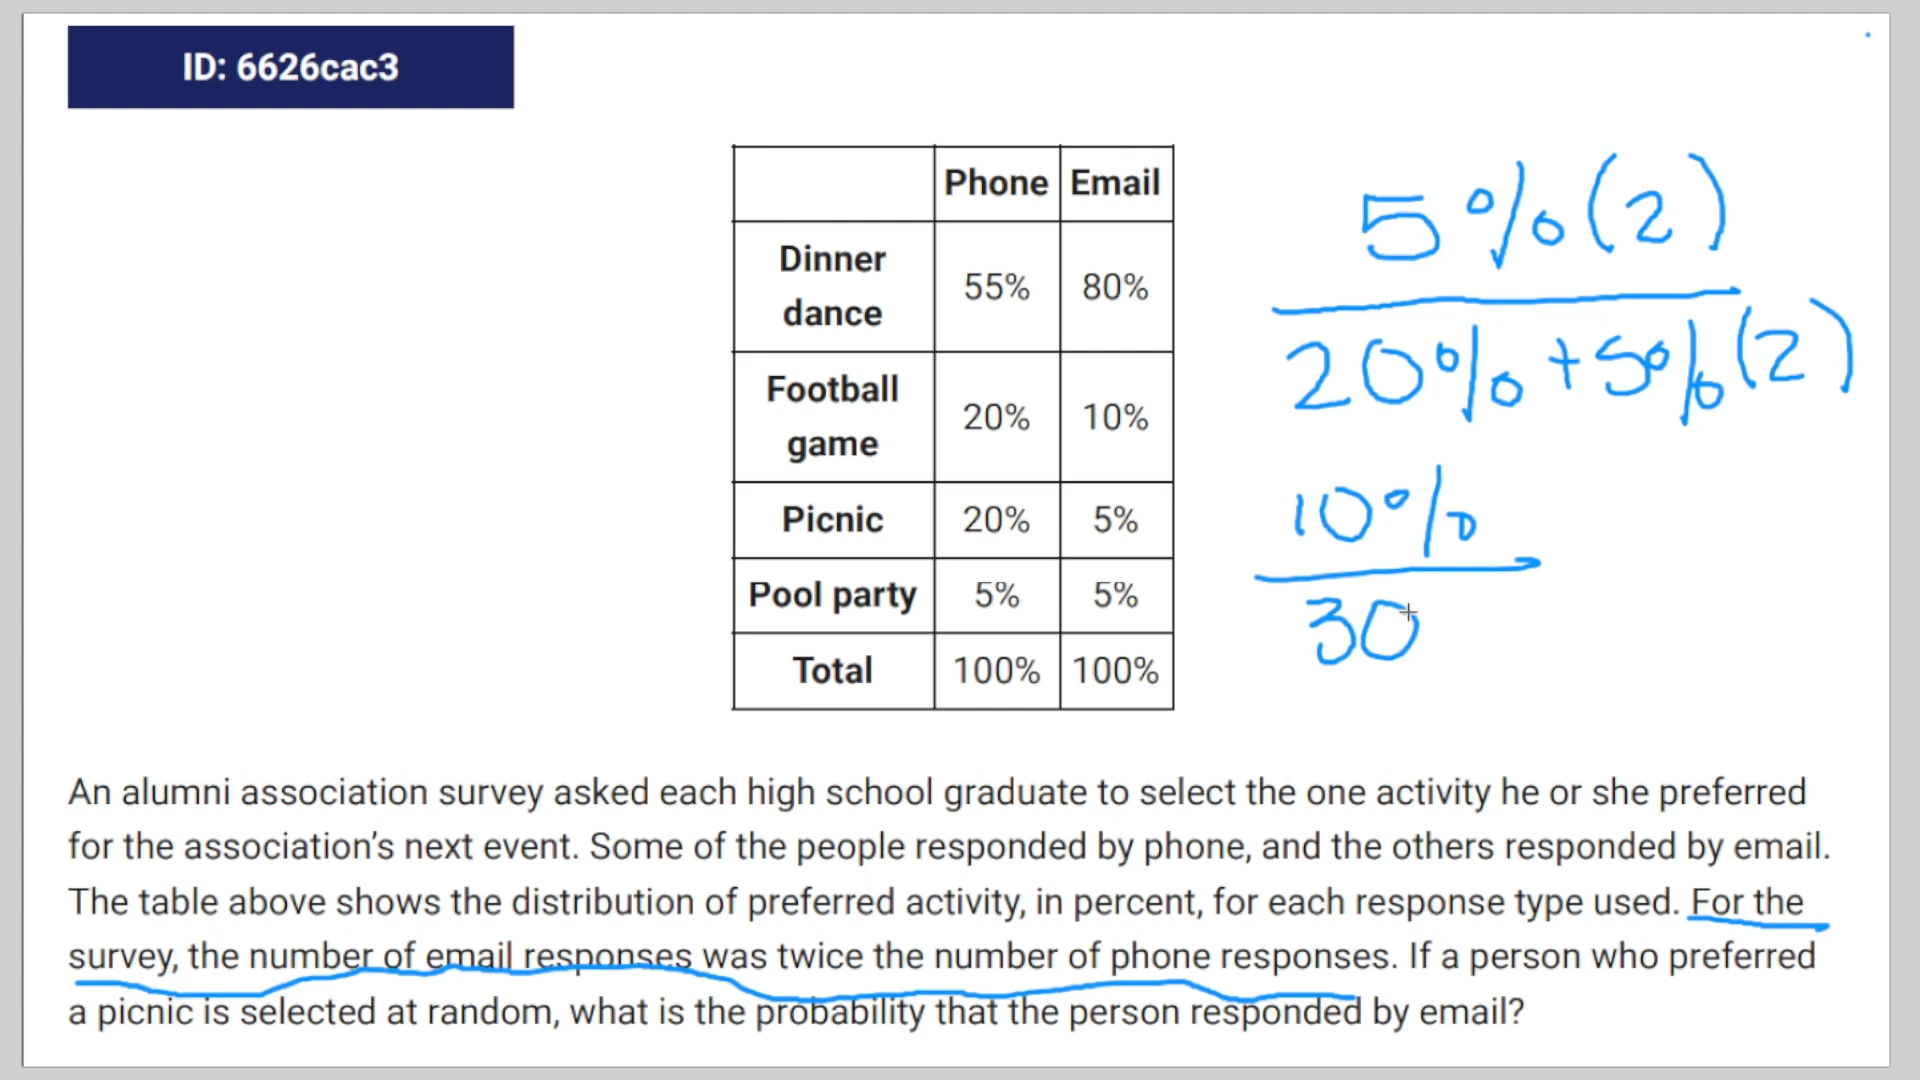 ID: 6626cac3
Phone Email
Dinner dance 55% 80%
Football game 20% 10%
Picnic 20% 5%
Pool party 5% 5%
Total 100% 100%
5%(2)
20%+5%(2)
10%
30
An alumni association survey asked each high school graduate to select the one activity he or she preferred
for the association’s next event. Some of the people responded by phone, and the others responded by email.
The table above shows the distribution of preferred activity, in percent, for each response type used. For the
survey, the number of email responses was twice the number of phone responses. If a person who preferred
a picnic is selected at random, what is the probability that the person responded by email?